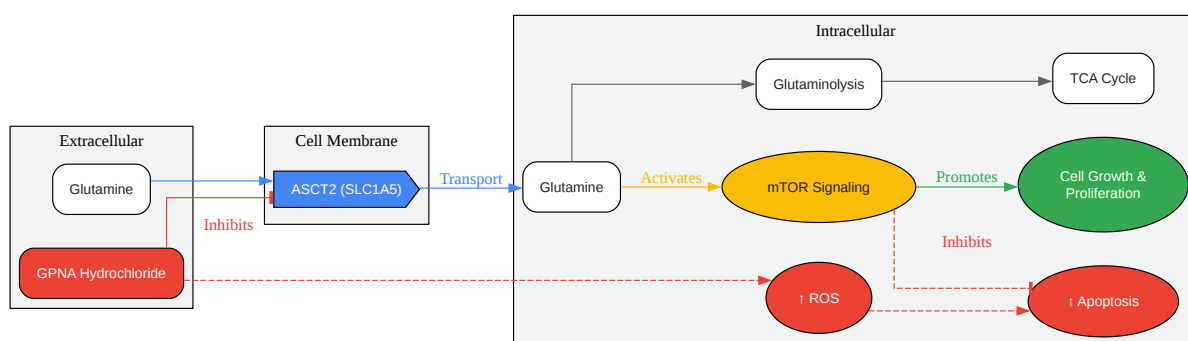 Intracellular
Glutaminolysis
TCA Cycle
Extracellular
Cell Membrane
Glutamine
ASCT2 (SLC1A5)
Transport
Glutamine
Activates
mTOR Signaling
Promotes
Cell Growth &
Proliferation
Inhibits
GPNA Hydrochloride
Inhibits
↑ ROS
↑ Apoptosis